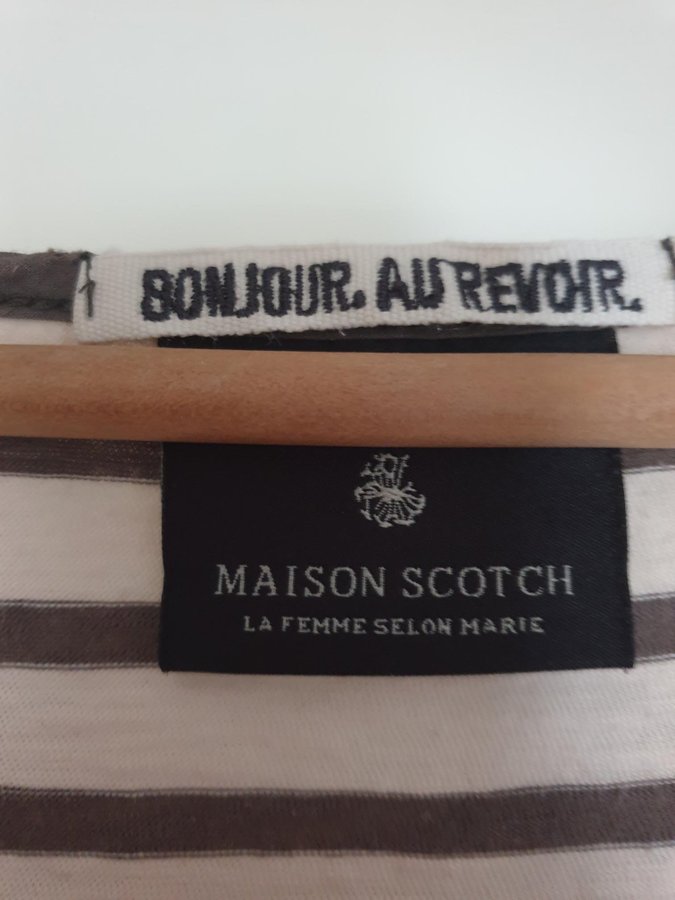 BONJOUR. AU REVOIR.
MAISON SCOTCH
LA FEMME SELON MARIE